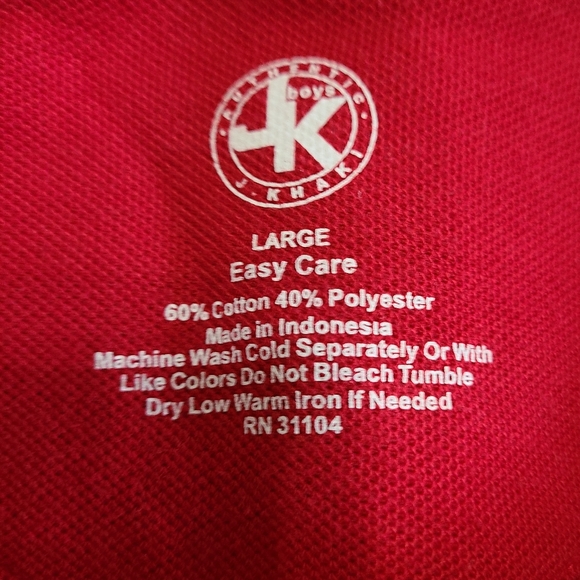 AUTHENTIC
boys
JK
J. KHAKI
LARGE
Easy Care
60% Cotton 40% Polyester
Made in Indonesia
Machine Wash Cold Separately Or With
Like Colors Do Not Bleach Tumble
Dry Low Warm Iron If Needed
RN 31104